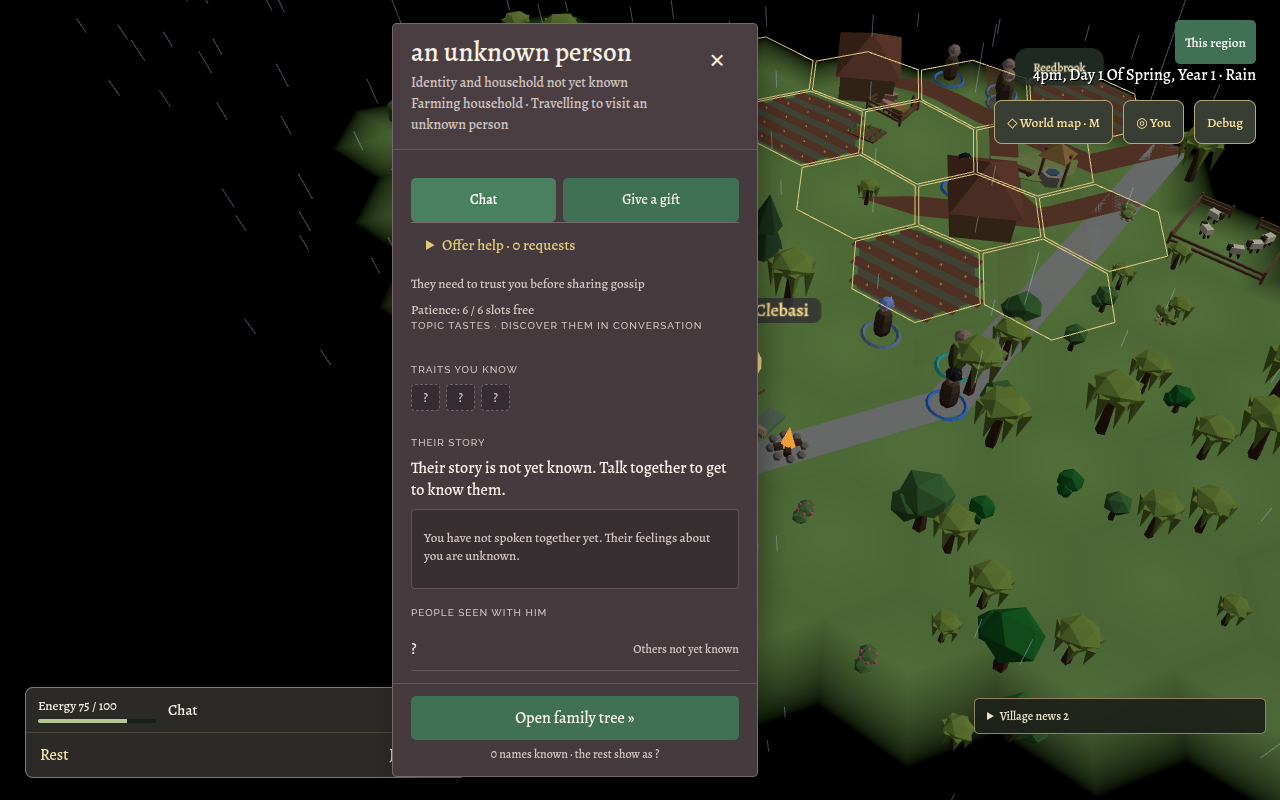 an unknown person
✕
Identity and household not yet known
Farming household · Travelling to visit an
unknown person
Chat
Give a gift
▶ Offer help · 0 requests
They need to trust you before sharing gossip
Patience: 6 / 6 slots free
TOPIC TASTES · DISCOVER THEM IN CONVERSATION
TRAITS YOU KNOW
? ? ?
THEIR STORY
Their story is not yet known. Talk together to get
to know them.
You have not spoken together yet. Their feelings about
you are unknown.
PEOPLE SEEN WITH HIM
?
Others not yet known
Open family tree »
0 names known · the rest show as ?
This region
Reedbrook
4pm, Day 1 Of Spring, Year 1 · Rain
◇ World map · M
◎ You
Debug
Clebasi
Energy 75 / 100
Chat
Rest
▶ Village news 2